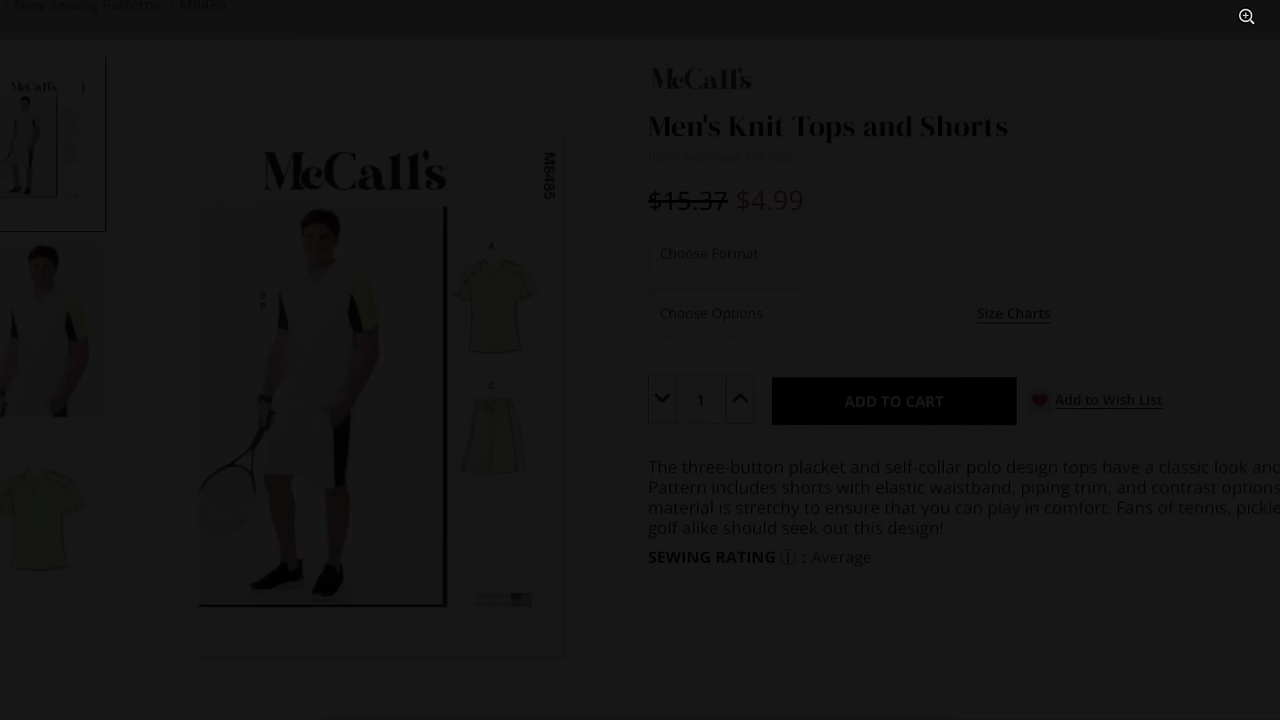 New Sewing Patterns / M8485
McCall's
McCall's
Men's Knit Tops and Shorts
Item Number M8485
McCall's
M8485
$15.37 $4.99
A
B
D
C
Choose Format
Choose Options
Size Charts
1
ADD TO CART
Add to Wish List
The three-button placket and self-collar polo design tops have a classic look and
Pattern includes shorts with elastic waistband, piping trim, and contrast options
material is stretchy to ensure that you can play in comfort. Fans of tennis, pickle
golf alike should seek out this design!
SEWING RATING ⓘ : Average